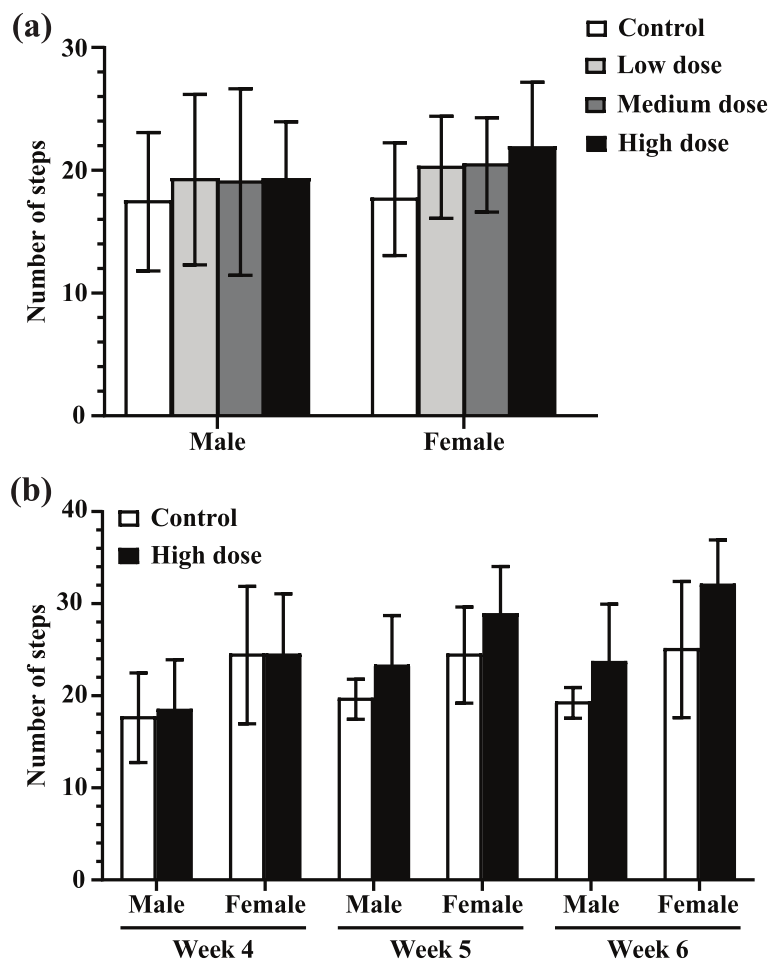 (a)
Control
Low dose
Medium dose
High dose
30
20
10
0
Number of steps
Male Female
(b)
Control
High dose
40
30
20
10
0
Number of steps
Male Female Male Female Male Female
Week 4 Week 5 Week 6